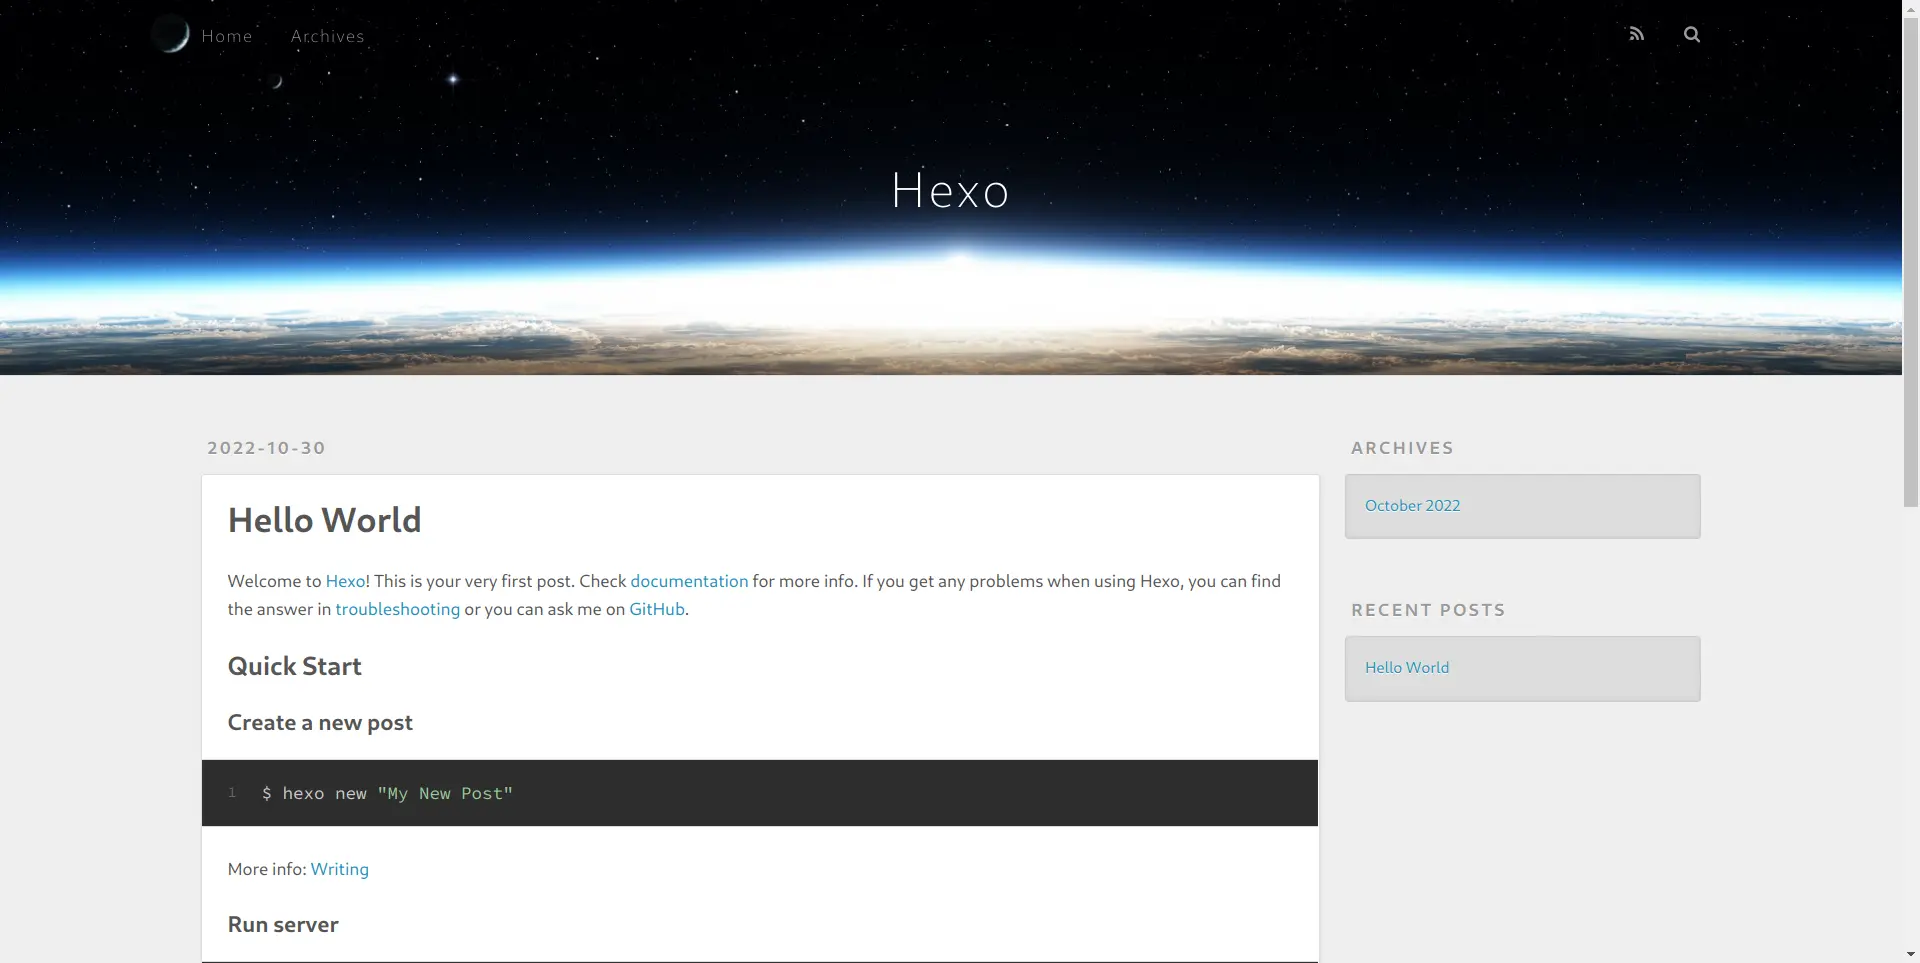 Home Archives
Hexo
2022-10-30
Hello World
Welcome to Hexo! This is your very first post. Check documentation for more info. If you get any problems when using Hexo, you can find
the answer in troubleshooting or you can ask me on GitHub.
Quick Start
Create a new post
1 $ hexo new "My New Post"
More info: Writing
Run server
ARCHIVES
October 2022
RECENT POSTS
Hello World